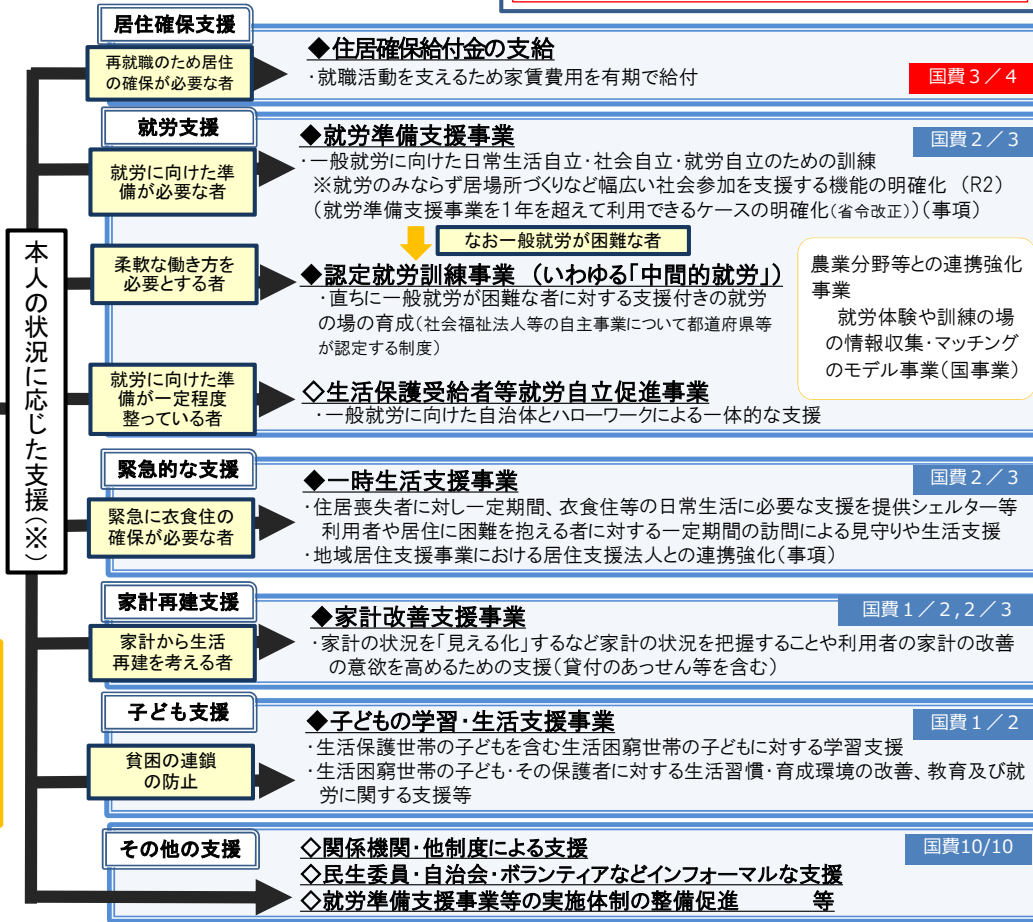 居住確保支援
再就職のため居住
の確保が必要な者
◆住居確保給付金の支給
・就職活動を支えるため家賃費用を有期で給付
国費3／4
就労支援
就労に向けた準
備が必要な者
◆就労準備支援事業
国費2／3
・一般就労に向けた日常生活自立・社会自立・就労自立のための訓練
※就労のみならず居場所づくりなど幅広い社会参加を支援する機能の明確化 （R2）
（就労準備支援事業を1年を超えて利用できるケースの明確化（省令改正））（事項）
なお一般就労が困難な者
柔軟な働き方を
必要とする者
◆認定就労訓練事業 （いわゆる「中間的就労」）
・直ちに一般就労が困難な者に対する支援付きの就労
の場の育成（社会福祉法人等の自主事業について都道府県等
が認定する制度）
農業分野等との連携強化
事業
就労体験や訓練の場
の情報収集・マッチング
のモデル事業（国事業）
就労に向けた準
備が一定程度
整っている者
◇生活保護受給者等就労自立促進事業
・一般就労に向けた自治体とハローワークによる一体的な支援
本人の状況に応じた支援（※）
緊急的な支援
緊急に衣食住の
確保が必要な者
◆一時生活支援事業
国費2／3
・住居喪失者に対し一定期間、衣食住等の日常生活に必要な支援を提供シェルター等
利用者や居住に困難を抱える者に対する一定期間の訪問による見守りや生活支援
・地域居住支援事業における居住支援法人との連携強化（事項）
家計再建支援
家計から生活
再建を考える者
◆家計改善支援事業
国費1／2,2／3
・家計の状況を「見える化」するなど家計の状況を把握することや利用者の家計の改善
の意欲を高めるための支援（貸付のあっせん等を含む）
子ども支援
貧困の連鎖
の防止
◆子どもの学習・生活支援事業
国費1／2
・生活保護世帯の子どもを含む生活困窮世帯の子どもに対する学習支援
・生活困窮世帯の子ども・その保護者に対する生活習慣・育成環境の改善、教育及び就
労に関する支援等
その他の支援
◇関係機関・他制度による支援
国費10/10
◇民生委員・自治会・ボランティアなどインフォーマルな支援
◇就労準備支援事業等の実施体制の整備促進 等